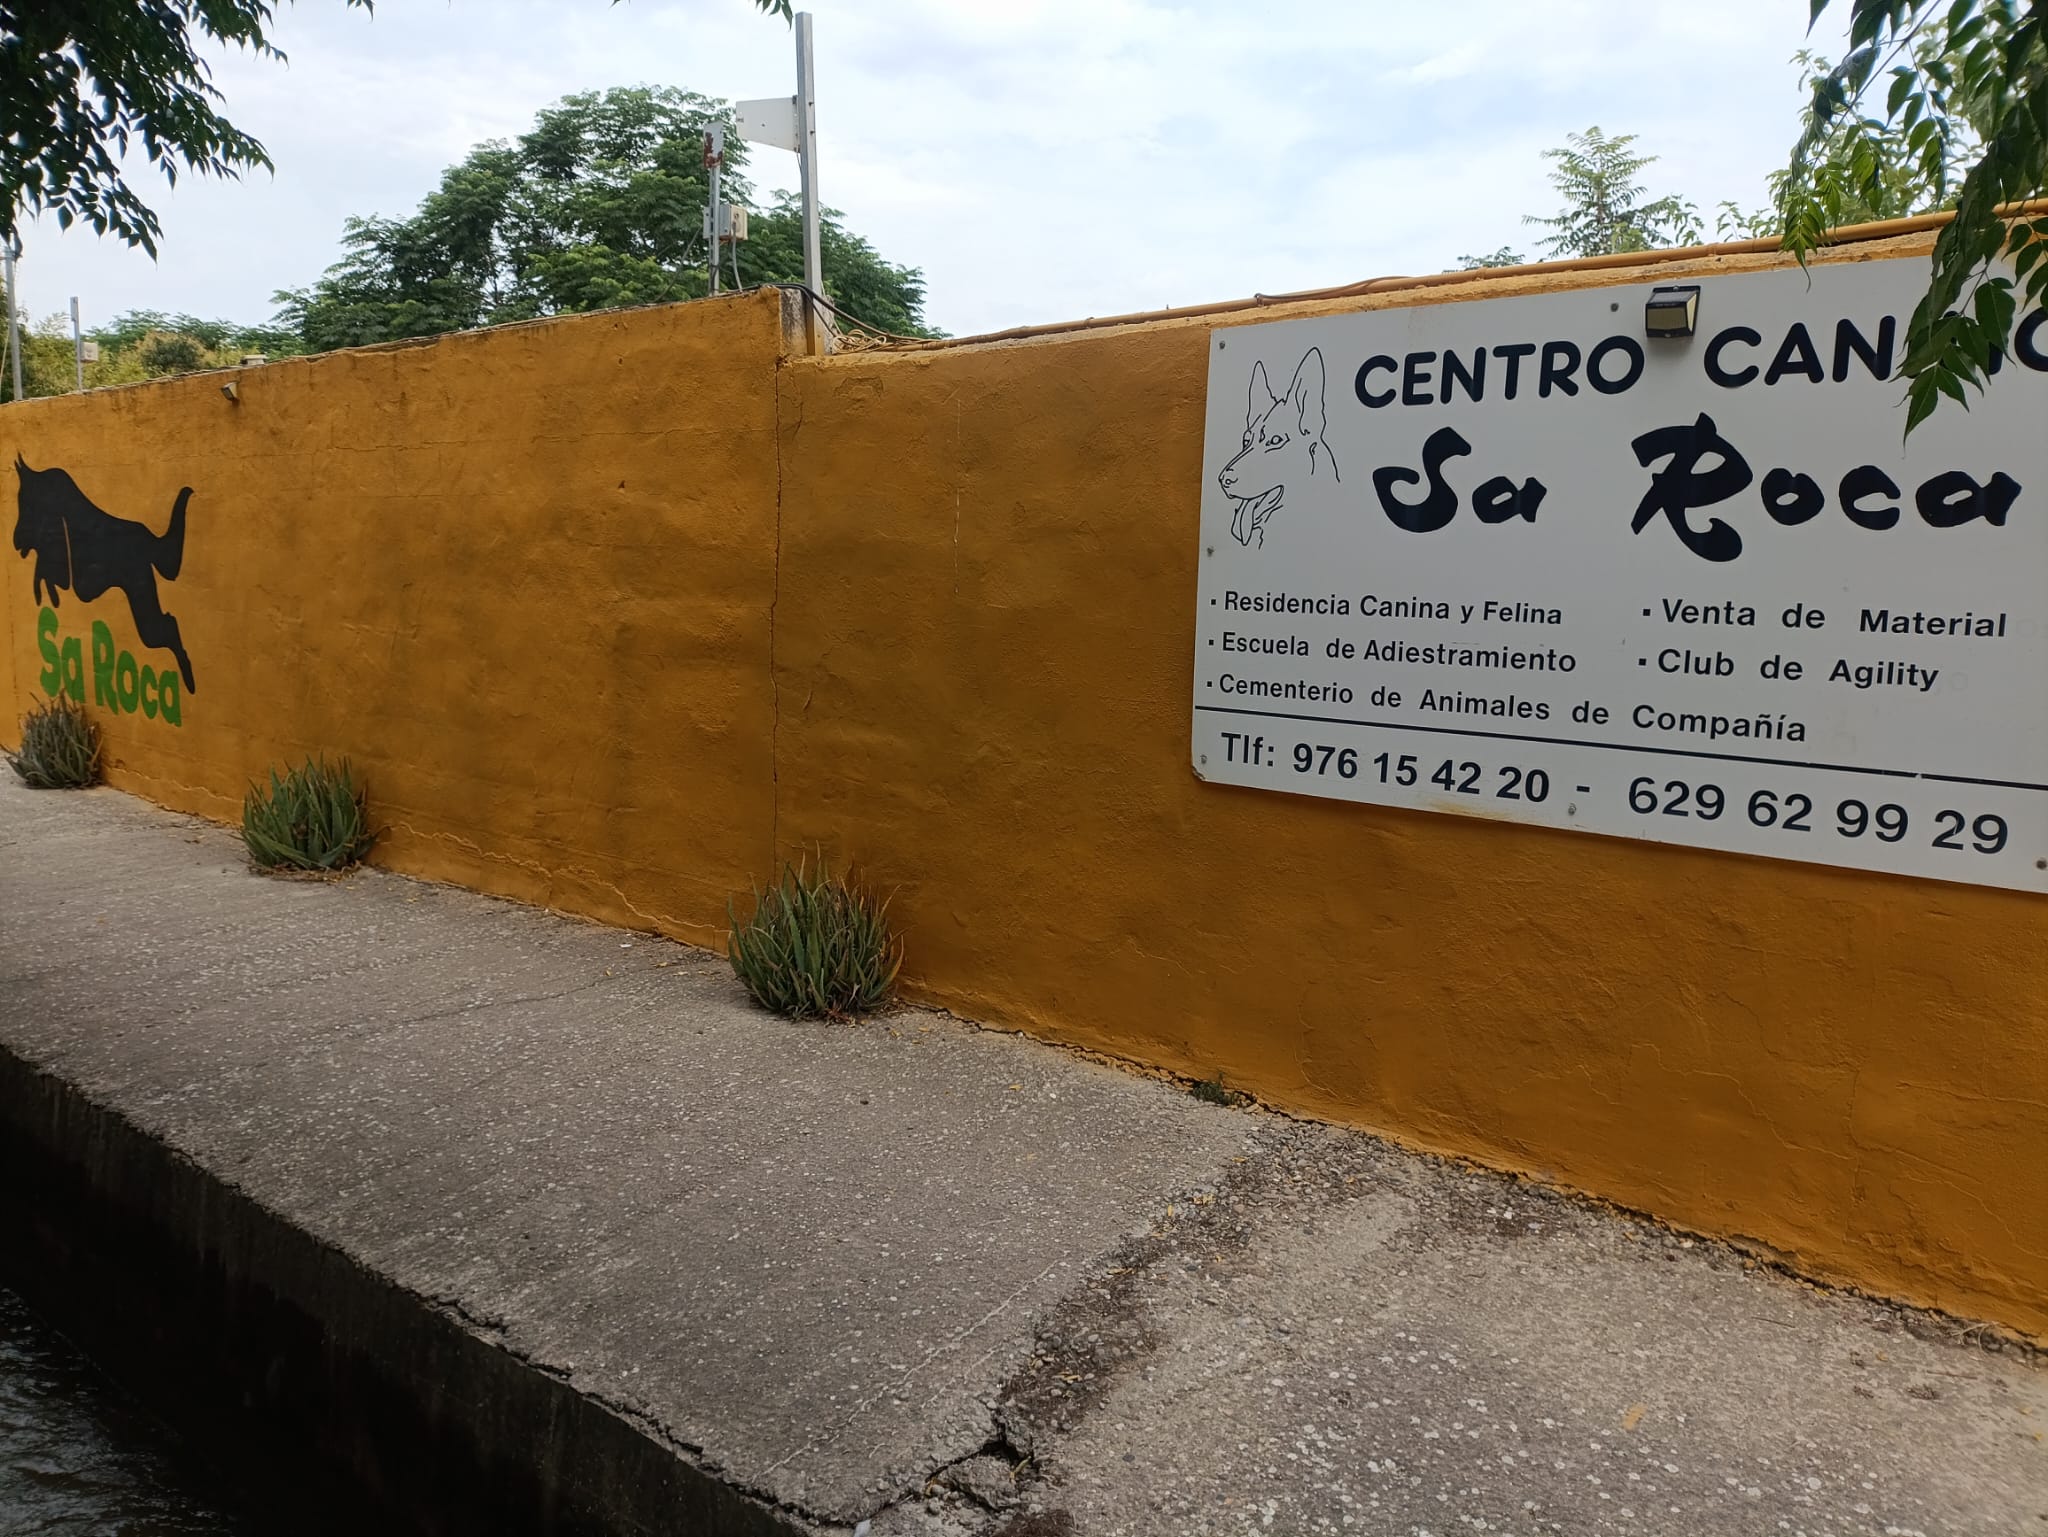 Sa Roca
CENTRO
Sa Roca
▪ Residencia Canina y Felina
▪ Escuela de Adiestramiento
▪ Cementerio de Animales de Compañía
▪ Venta de Material
▪ Club de Agility
Tlf: 976 15 42 20 - 629 62 99 29